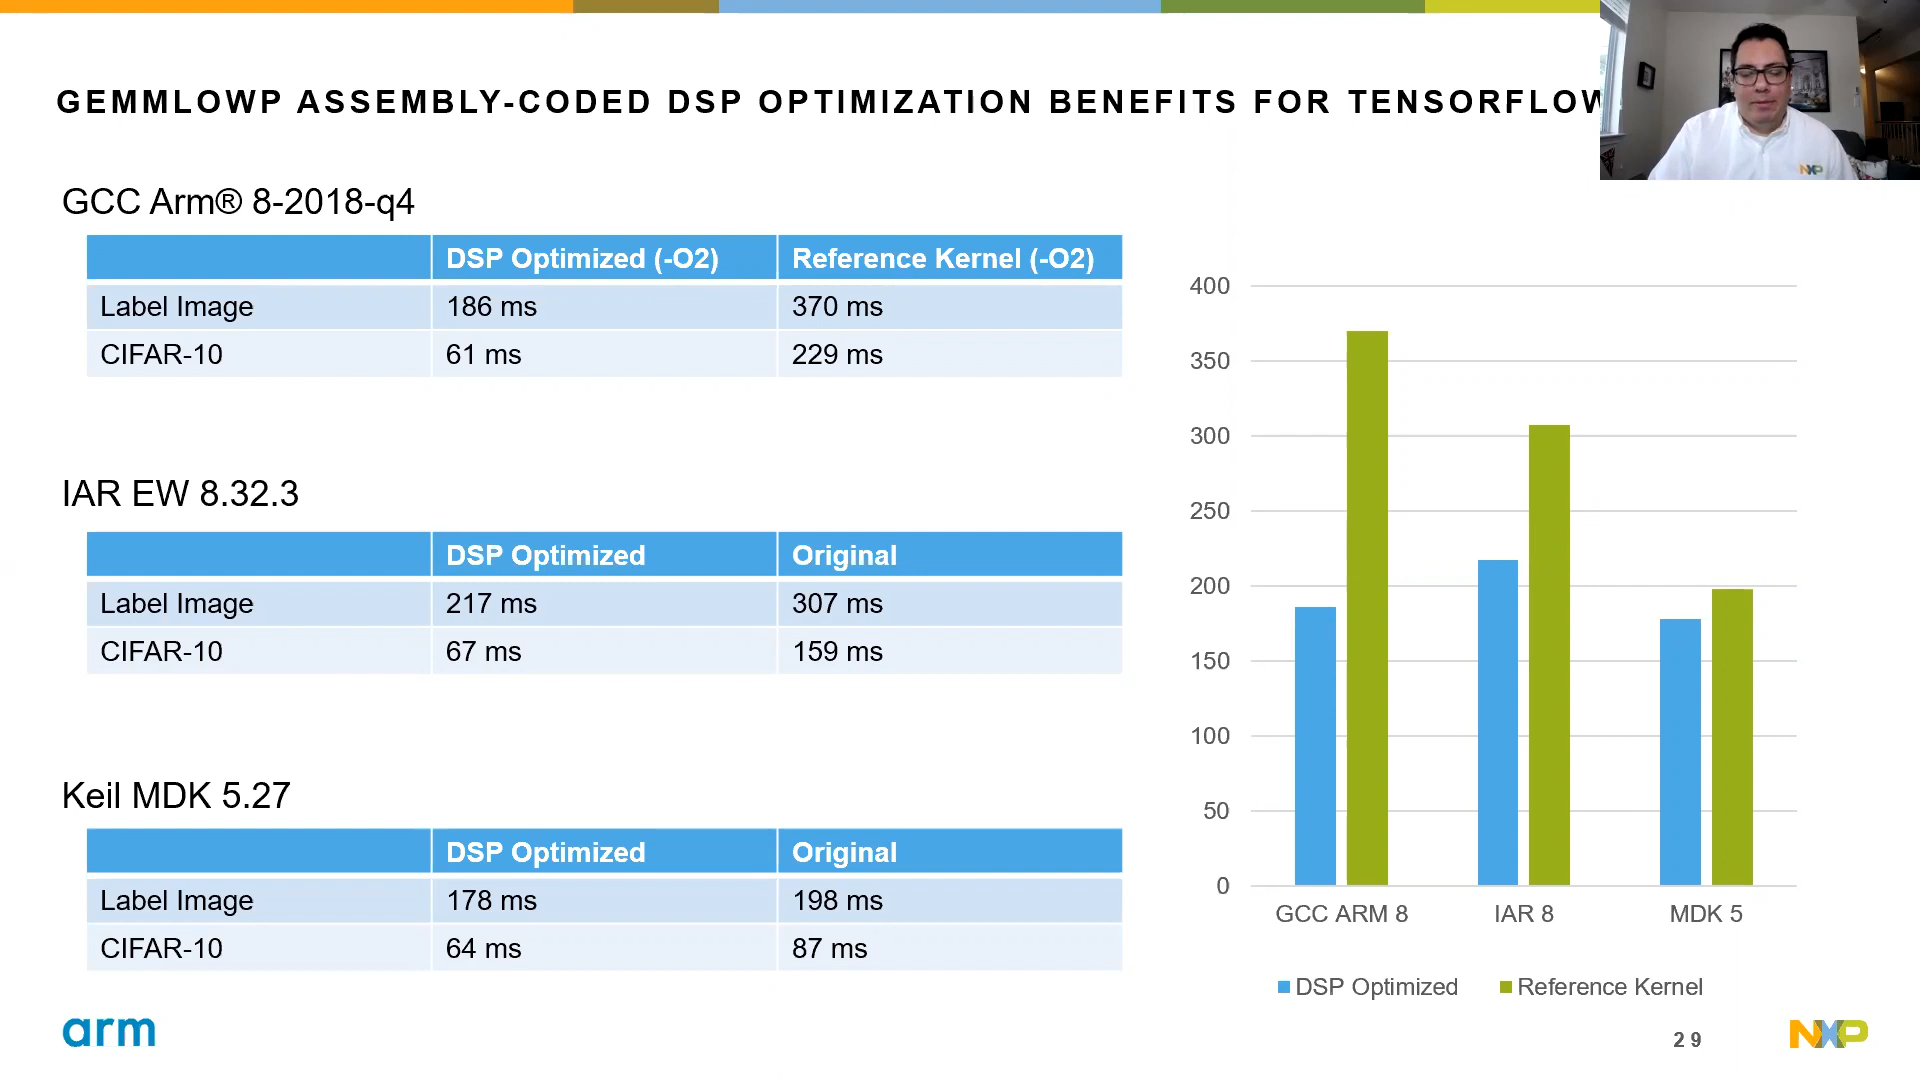 GEMMLOWP ASSEMBLY-CODED DSP OPTIMIZATION BENEFITS FOR TENSORFLOW
GCC Arm® 8-2018-q4
DSP Optimized (-O2) Reference Kernel (-O2)
Label Image 186 ms 370 ms
CIFAR-10 61 ms 229 ms
IAR EW 8.32.3
DSP Optimized Original
Label Image 217 ms 307 ms
CIFAR-10 67 ms 159 ms
Keil MDK 5.27
DSP Optimized Original
Label Image 178 ms 198 ms
CIFAR-10 64 ms 87 ms
400
350
300
250
200
150
100
50
0
GCC ARM 8 IAR 8 MDK 5
DSP Optimized Reference Kernel
NXP
arm
29
NXP